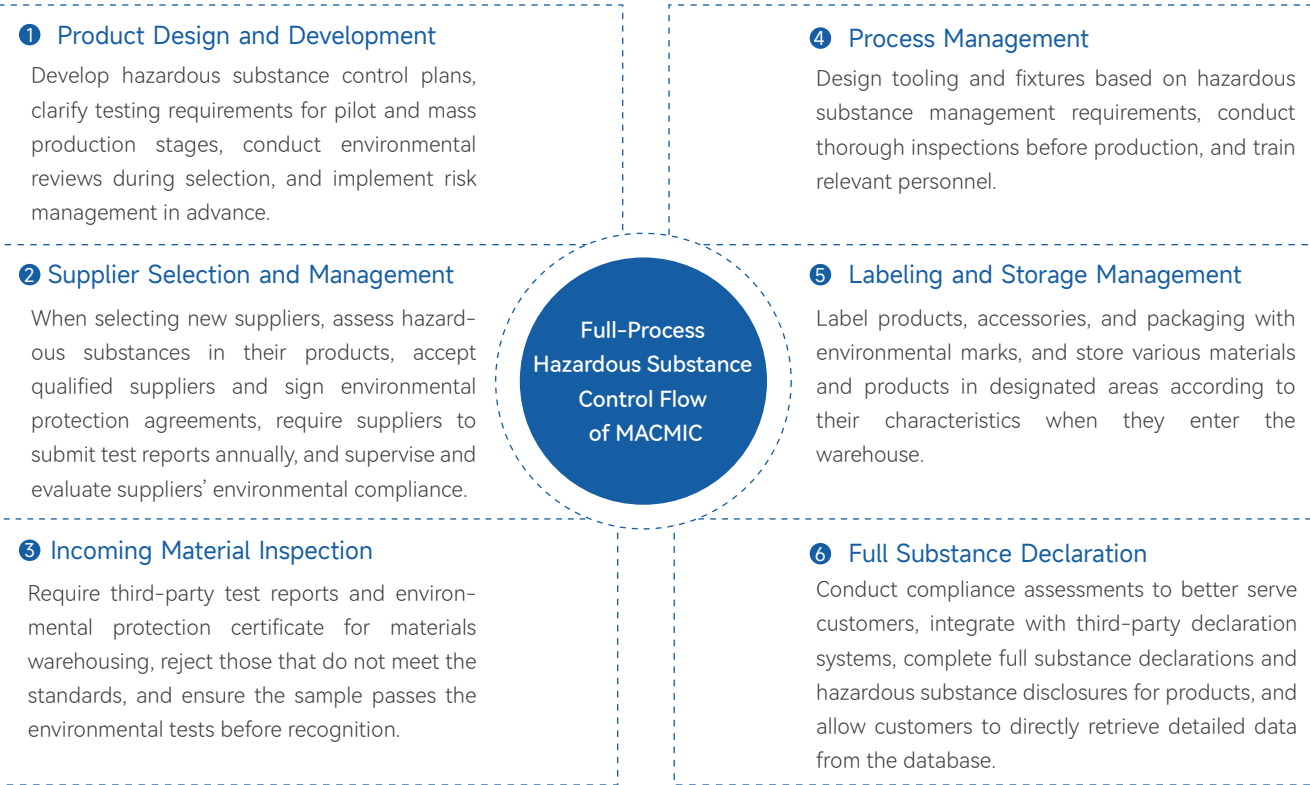 1 Product Design and Development
Develop hazardous substance control plans,
clarify testing requirements for pilot and mass
production stages, conduct environmental
reviews during selection, and implement risk
management in advance.
2 Supplier Selection and Management
When selecting new suppliers, assess hazard-
ous substances in their products, accept
qualified suppliers and sign environmental
protection agreements, require suppliers to
submit test reports annually, and supervise and
evaluate suppliers’ environmental compliance.
3 Incoming Material Inspection
Require third-party test reports and environ-
mental protection certificate for materials
warehousing, reject those that do not meet the
standards, and ensure the sample passes the
environmental tests before recognition.
Full-Process
Hazardous Substance
Control Flow
of MACMIC
4 Process Management
Design tooling and fixtures based on hazardous
substance management requirements, conduct
thorough inspections before production, and train
relevant personnel.
5 Labeling and Storage Management
Label products, accessories, and packaging with
environmental marks, and store various materials
and products in designated areas according to
their characteristics when they enter the
warehouse.
6 Full Substance Declaration
Conduct compliance assessments to better serve
customers, integrate with third-party declaration
systems, complete full substance declarations and
hazardous substance disclosures for products, and
allow customers to directly retrieve detailed data
from the database.